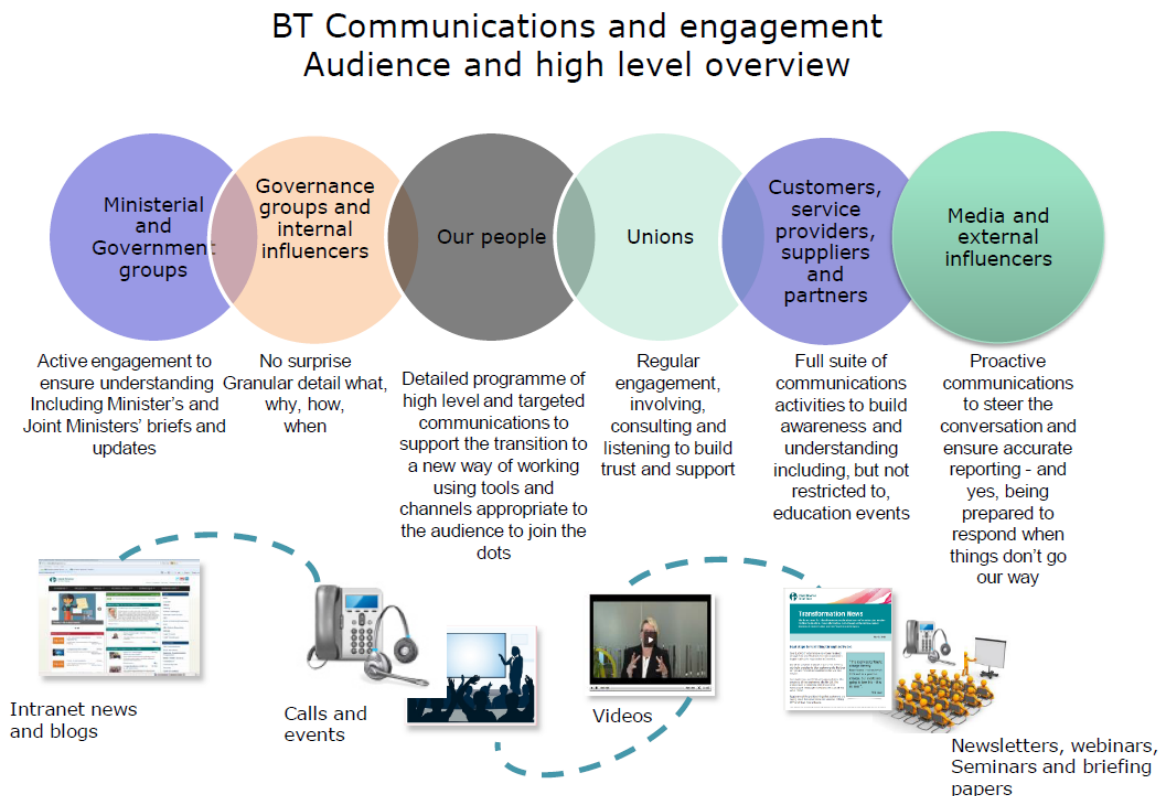 BT Communications and engagement
Audience and high level overview
Ministerial
and
Government
groups
Governance
groups and
internal
influencers
Our people
Unions
Customers,
service
providers,
suppliers
and
partners
Media and
external
influencers
Active engagement to
ensure understanding
Including Minister's and
Joint Ministers' briefs and
updates
No surprise
Granular detail what,
why, how,
when
Detailed programme of
high level and targeted
communications to
support the transition to
a new way of working
using tools and
channels appropriate to
the audience to join the
dots
Regular
engagement,
involving,
consulting and
listening to build
trust and support
Full suite of
communications
activities to build
awareness and
understanding
including, but not
restricted to,
education events
Proactive
communications
to steer the
conversation and
ensure accurate
reporting - and
yes, being
prepared to
respond when
things don't go
our way
Transformation News
Intranet news
and blogs
Calls and
events
Videos
Newsletters, webinars,
Seminars and briefing
papers